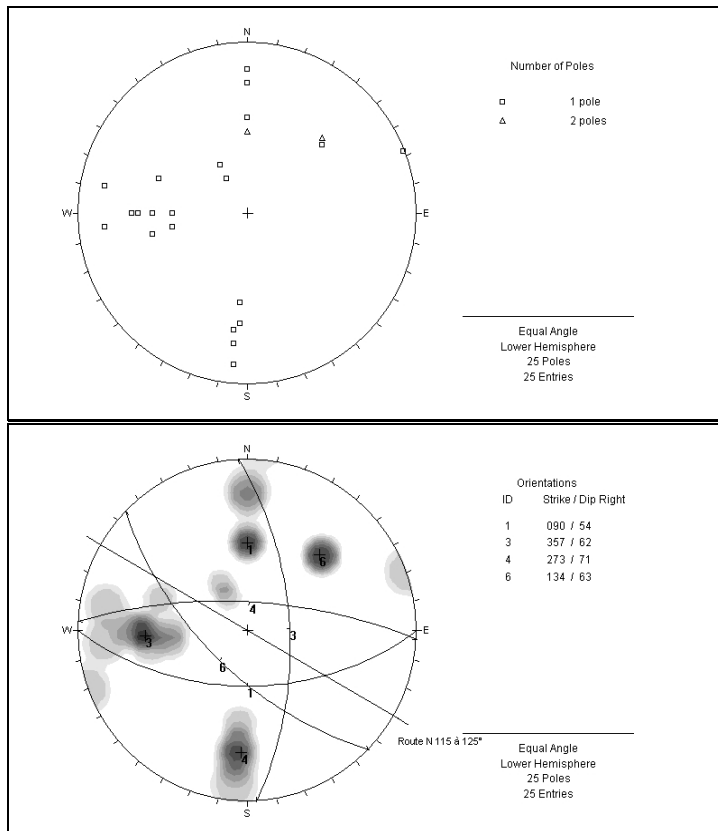 N
Number of Poles
1 pole
2 poles
W
E
S
Equal Angle
Lower Hemisphere
25 Poles
25 Entries
N
Orientations
ID Strike / Dip Right
1 090 / 54
3 357 / 62
4 273 / 71
6 134 / 63
1
6
4
W
3
3
E
6
1
4
Route N 115 à 125°
S
Equal Angle
Lower Hemisphere
25 Poles
25 Entries